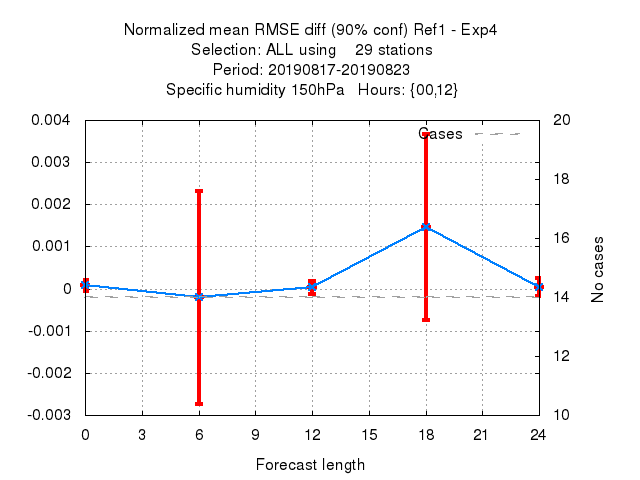 Normalized mean RMSE diff (90% conf) Ref1 - Exp4
Selection: ALL using    29 stations
Period: 20190817-20190823
Specific humidity 150hPa   Hours: {00,12}
Cases
0.004
0.003
0.002
0.001
0
-0.001
-0.002
-0.003
20
18
16
14
12
10
No cases
0 3 6 9 12 15 18 21 24
Forecast length